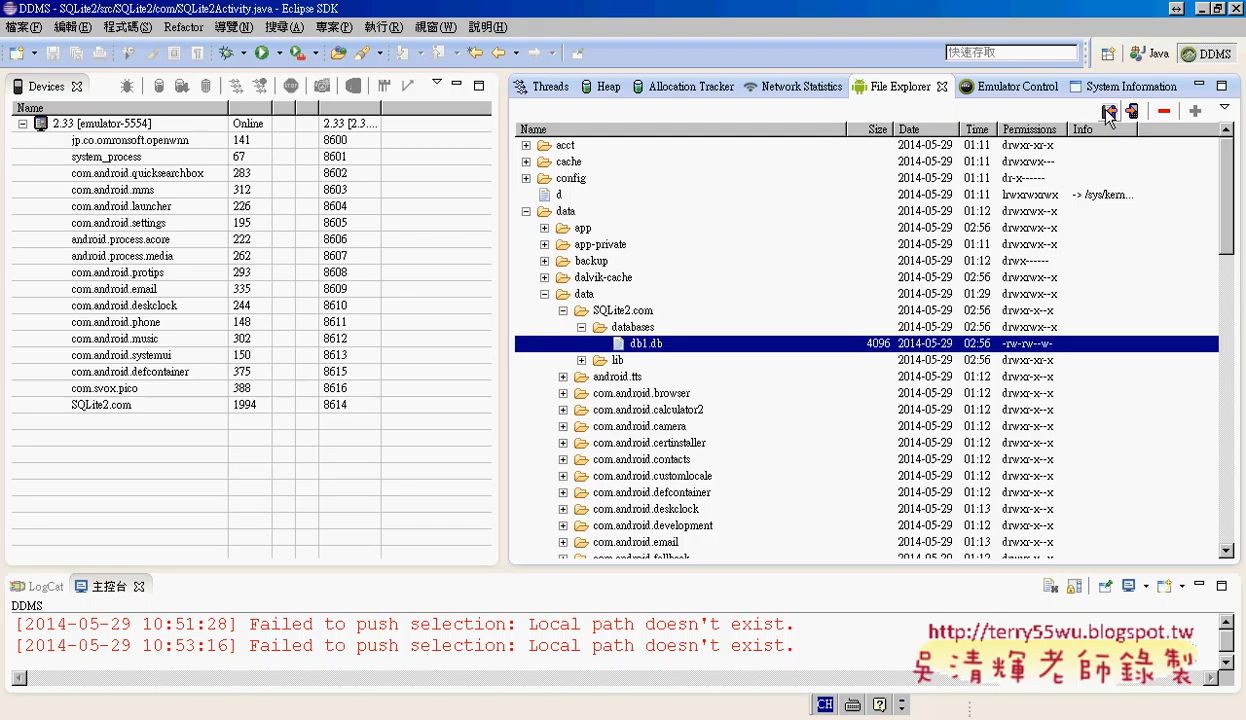 DDMS - SQLite2/src/SQLite2/com/SQLite2Activity.java - Eclipse SDK
檔案(F) 編輯(E) 程式碼(S) Refactor 導覽(N) 搜尋(A) 專案(P) 執行(R) 視窗(W) 說明(H)
快速存取 Java DDMS
Devices
Name
2.33 [emulator-5554] Online 2.33 [2.3....
jp.co.omronsoft.openwnn 141 8600
system_process 67 8601
com.android.quicksearchbox 283 8602
com.android.mms 312 8603
com.android.launcher 226 8604
com.android.settings 195 8605
android.process.acore 222 8606
android.process.media 262 8607
com.android.protips 293 8608
com.android.email 335 8609
com.android.deskclock 244 8610
com.android.phone 148 8611
com.android.music 302 8612
com.android.systemui 150 8613
com.android.defcontainer 375 8615
com.svox.pico 388 8616
SQLite2.com 1994 8614
Threads Heap Allocation Tracker Network Statistics File Explorer Emulator Control System Information
Name Size Date Time Permissions Info
acct 2014-05-29 01:11 drwxr-xr-x
cache 2014-05-29 01:11 drwxrwx---
config 2014-05-29 01:11 dr-x------
d 2014-05-29 01:11 lrwxrwxrwx -> /sys/kern...
data 2014-05-29 01:12 drwxrwx--x
app 2014-05-29 02:56 drwxrwx--x
app-private 2014-05-29 01:11 drwxrwx--x
backup 2014-05-29 01:12 drwx------
dalvik-cache 2014-05-29 02:56 drwxrwx--x
data 2014-05-29 01:29 drwxrwx--x
SQLite2.com 2014-05-29 02:56 drwxr-x--x
databases 2014-05-29 02:56 drwxrwx--x
db1.db 4096 2014-05-29 02:56 -rw-rw--w-
lib 2014-05-29 02:56 drwxr-xr-x
android.tts 2014-05-29 01:12 drwxr-x--x
com.android.browser 2014-05-29 01:12 drwxr-x--x
com.android.calculator2 2014-05-29 01:12 drwxr-x--x
com.android.camera 2014-05-29 01:12 drwxr-x--x
com.android.certinstaller 2014-05-29 01:12 drwxr-x--x
com.android.contacts 2014-05-29 01:12 drwxr-x--x
com.android.customlocale 2014-05-29 01:12 drwxr-x--x
com.android.defcontainer 2014-05-29 01:12 drwxr-x--x
com.android.deskclock 2014-05-29 01:13 drwxr-x--x
com.android.development 2014-05-29 01:12 drwxr-x--x
com.android.email 2014-05-29 01:13 drwxr-x--x
com.android.fallback 2014-05-29 01:12 drwxr-x--x
LogCat 主控台
DDMS
[2014-05-29 10:51:28] Failed to push selection: Local path doesn't exist.
[2014-05-29 10:53:16] Failed to push selection: Local path doesn't exist.
http://terry55wu.blogspot.tw
吳清輝老師錄製
CH